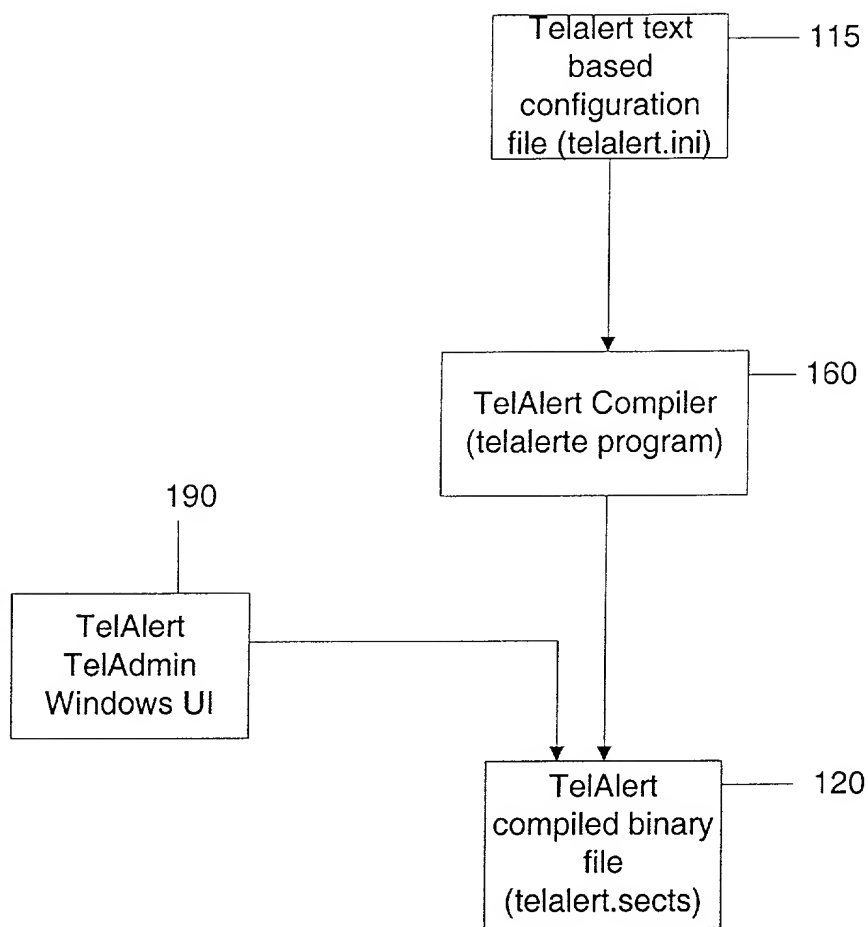 Telalert text
based
configuration
file (telalert.ini)
115
TelAlert Compiler
(telalerte program)
160
190
TelAlert
TelAdmin
Windows UI
TelAlert
compiled binary
file
(telalert.sects)
120